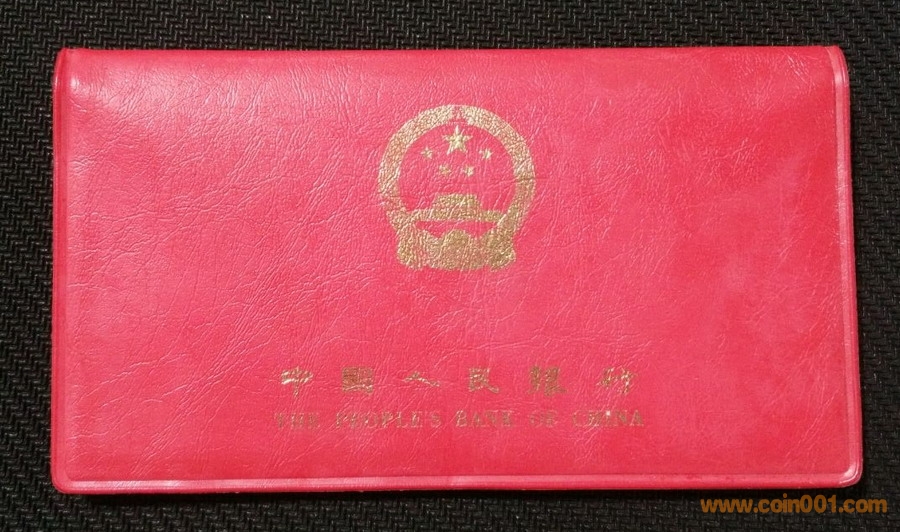 中國人民銀行
THE PEOPLE'S BANK OF CHINA
www.coin001.com